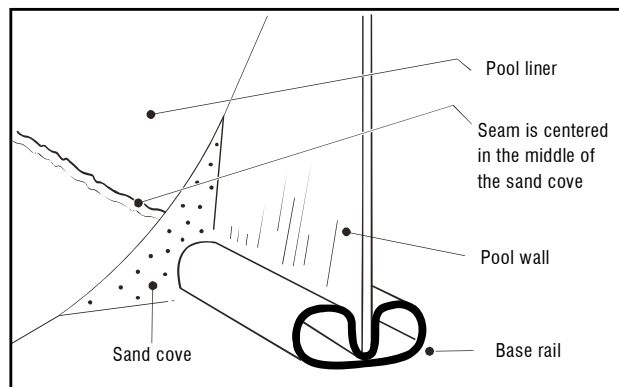 Pool liner
Seam is centered
in the middle of
the sand cove
Pool wall
Base rail
Sand cove